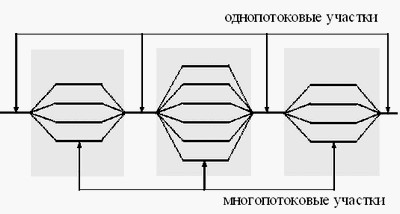 однопотоковые участки
многопотоковые участки